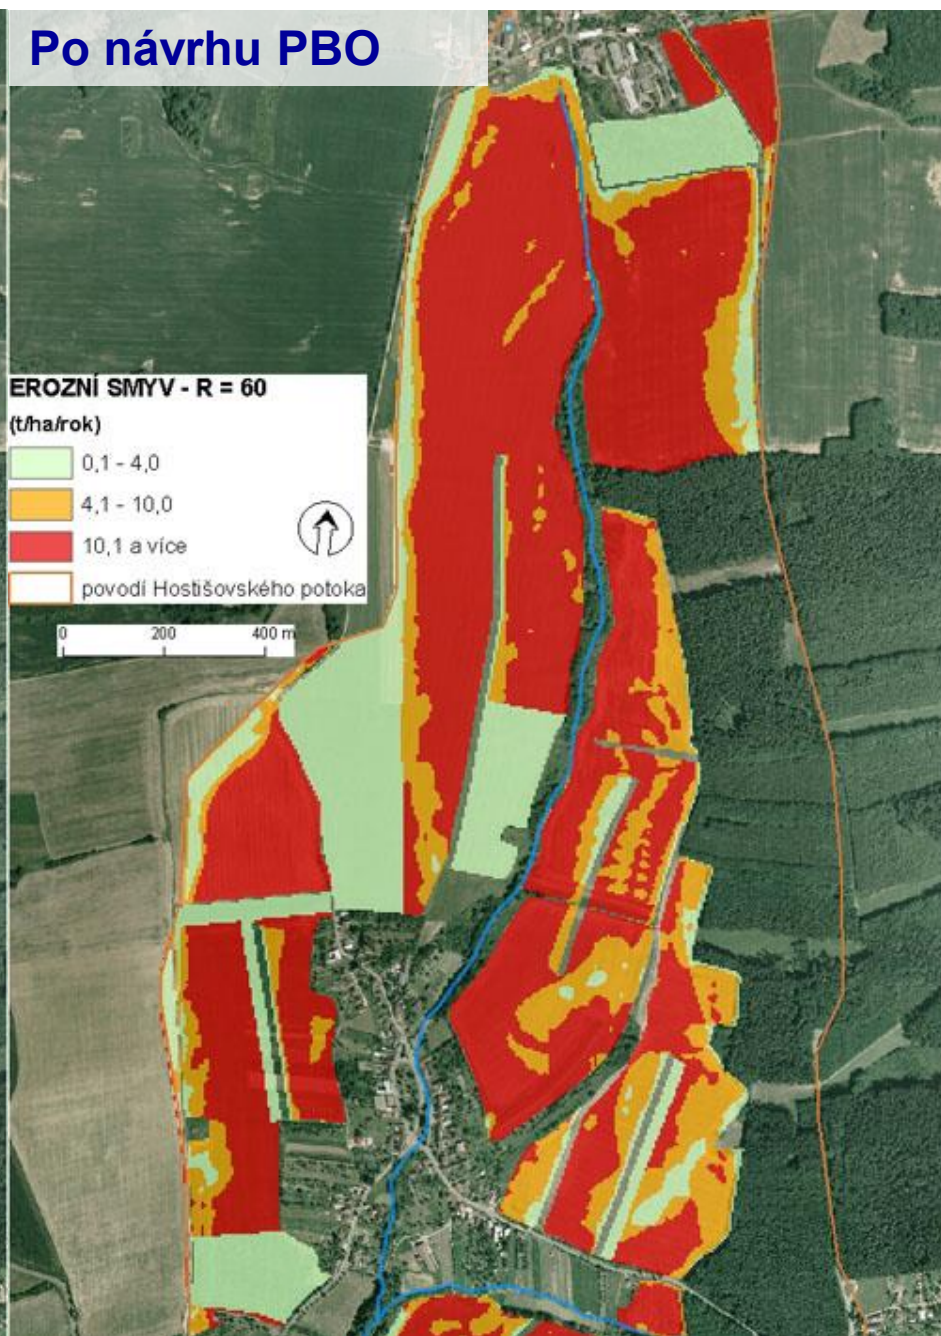 Po návrhu PBO
EROZNÍ SMYV - R = 60
(t/ha/rok)
0,1 - 4,0
4,1 - 10,0
10,1 a více
povodí Hostišovského potoka
0 200 400 m